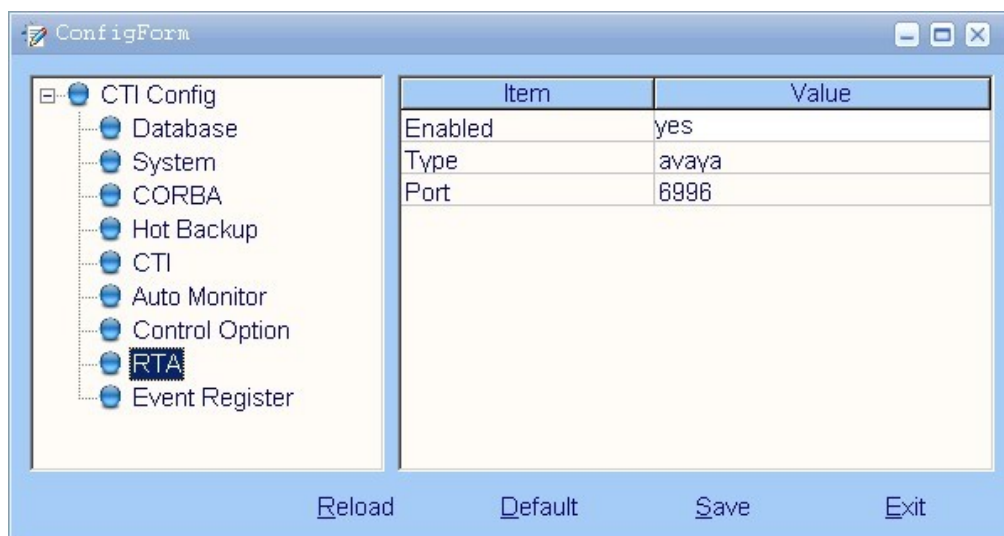 ConfigForm
CTI Config
Database
System
CORBA
Hot Backup
CTI
Auto Monitor
Control Option
RTA
Event Register
Item Value
Enabled yes
Type avaya
Port 6996
Reload Default Save Exit